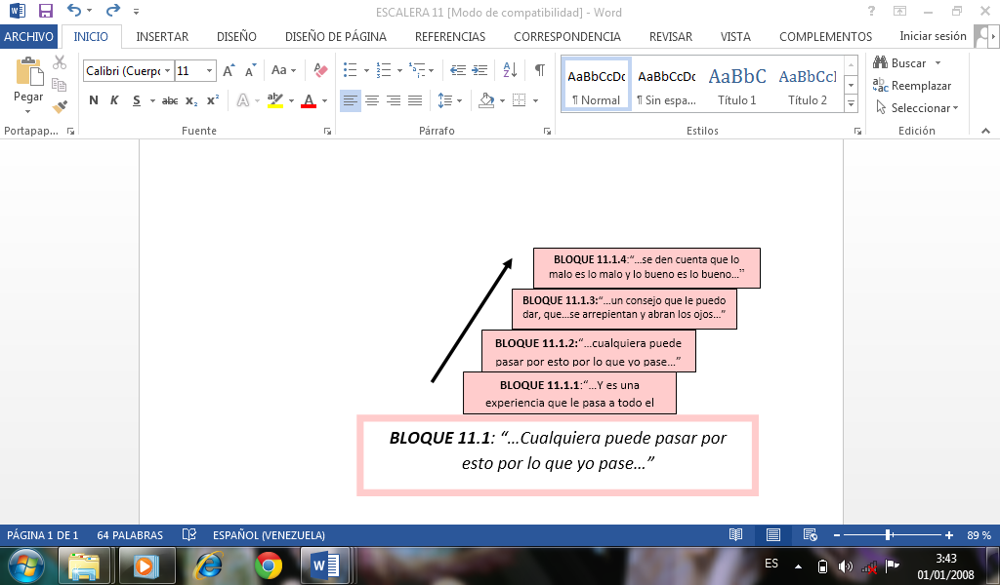 ESCALERA 11 [Modo de compatibilidad] - Word
ARCHIVO INICIO INSERTAR DISEÑO DISEÑO DE PÁGINA REFERENCIAS CORRESPONDENCIA REVISAR VISTA COMPLEMENTOS Iniciar sesión
Pegar
Calibri (Cuerpo 11
N K S abc x₂ x²
AaBbCcDc AaBbCcDc AaBbC AaBbCcI
¶ Normal ¶ Sin espa... Título 1 Título 2
Buscar
Reemplazar
Seleccionar
Portapap... Fuente Párrafo Estilos Edición
BLOQUE 11.1.4:“…se den cuenta que lo
malo es lo malo y lo bueno es lo bueno…”
BLOQUE 11.1.3:“…un consejo que le puedo
dar, que…se arrepientan y abran los ojos…”
BLOQUE 11.1.2:“…cualquiera puede
pasar por esto por lo que yo pase…”
BLOQUE 11.1.1:“…Y es una
experiencia que le pasa a todo el
BLOQUE 11.1: “…Cualquiera puede pasar por
esto por lo que yo pase…”
PÁGINA 1 DE 1 64 PALABRAS ESPAÑOL (VENEZUELA) 89 %
ES
3:43
01/01/2008